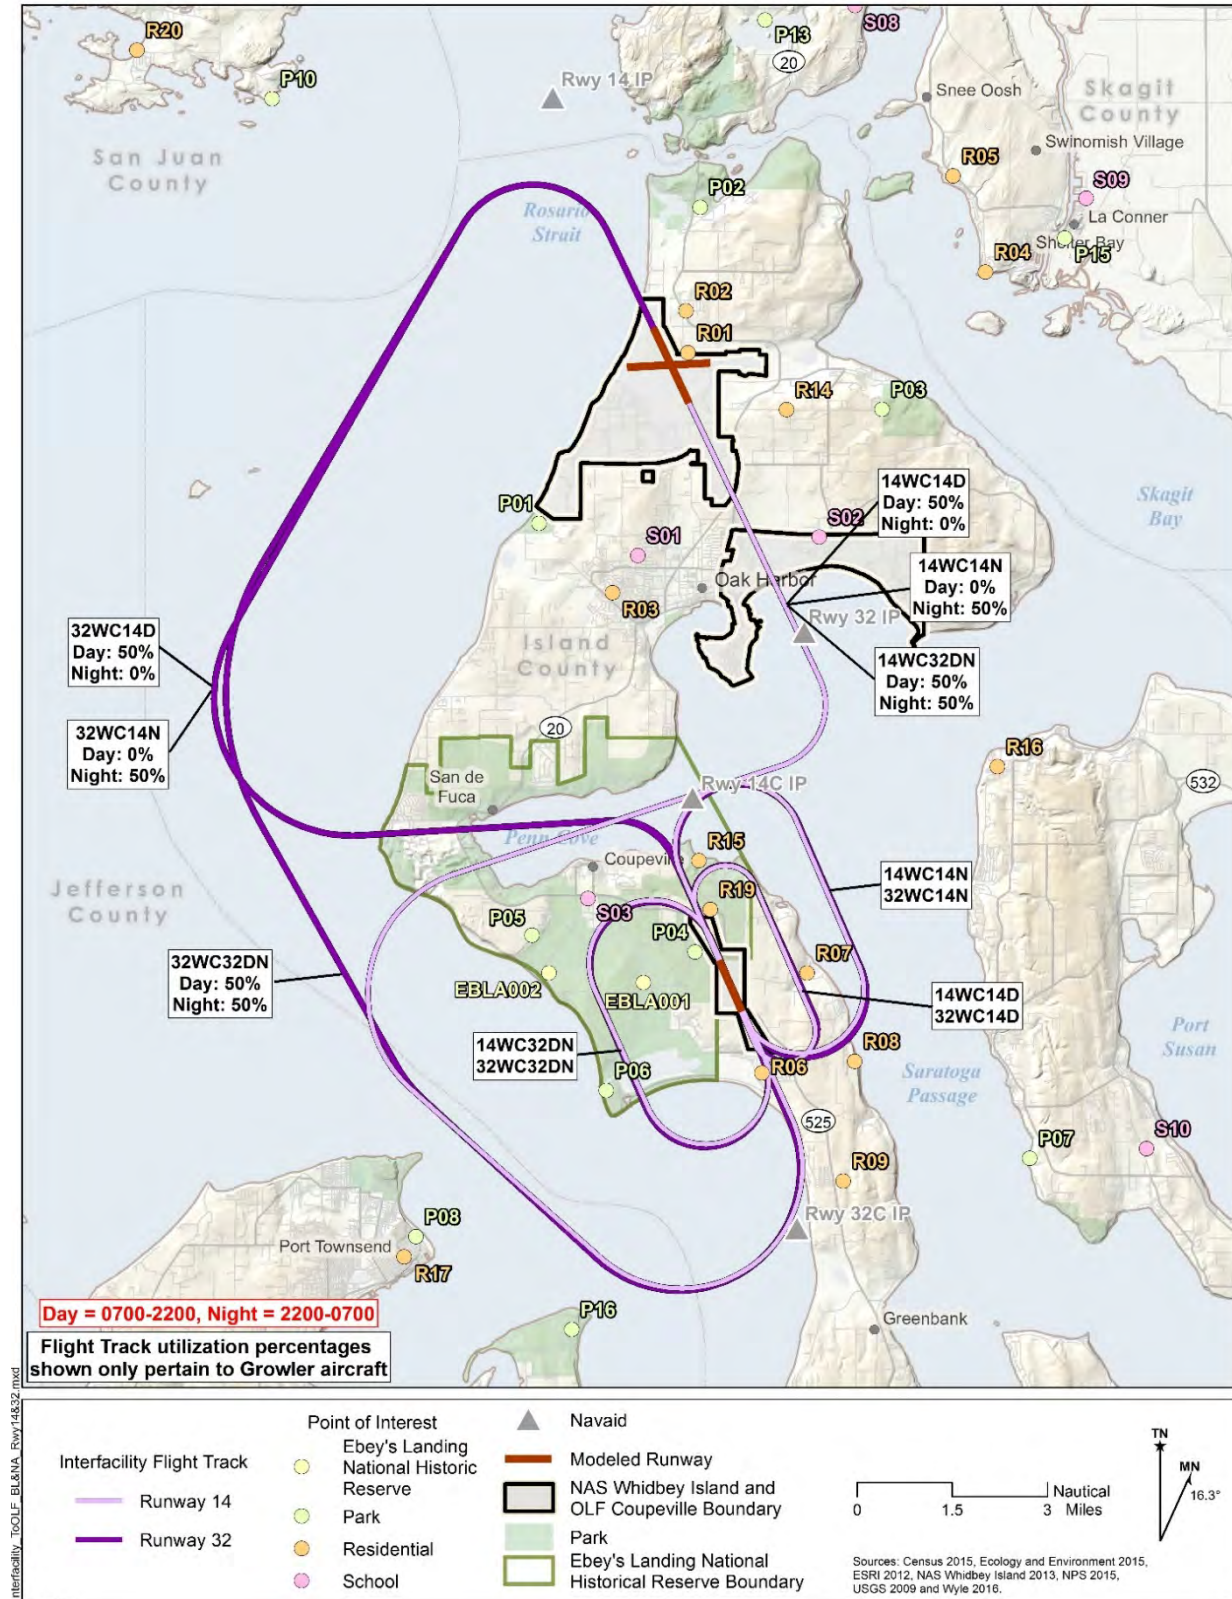 R20
P10
Rwy 14 IP
P13
20
S08
Snee Oosh
Skagit
County
Swinomish Village
San Juan
County
R05
S09
La Conner
Shelter Bay
P15
R04
P02
Rosario
Strait
R02
R01
R14
P03
14WC14D
Day: 50%
Night: 0%
Skagit
Bay
P01
S01
S02
14WC14N
Day: 0%
Night: 50%
Oak Harbor
R03
Rwy 32 IP
32WC14D
Day: 50%
Night: 0%
Island
County
14WC32DN
Day: 50%
Night: 50%
32WC14N
Day: 0%
Night: 50%
20
R16
532
San de
Fuca
Rwy 14C IP
Penn Cove
Coupeville
R15
14WC14N
32WC14N
Jefferson
County
S03
R19
P05
P04
32WC32DN
Day: 50%
Night: 50%
EBLA002
EBLA001
R07
14WC14D
32WC14D
14WC32DN
32WC32DN
P06
R06
R08
Saratoga
Passage
Port
Susan
525
P07
S10
R09
Rwy 32C IP
P08
Port Townsend
R17
P16
Greenbank
Day = 0700-2200, Night = 2200-0700
Flight Track utilization percentages
shown only pertain to Growler aircraft
nterfacility_ToOLF_BL&NA_Rwy14&32.mxd
Interfacility Flight Track
Runway 14
Runway 32
Point of Interest
Ebey's Landing
National Historic
Reserve
Park
Residential
School
Navaid
Modeled Runway
NAS Whidbey Island and
OLF Coupeville Boundary
Park
Ebey's Landing National
Historical Reserve Boundary
0 1.5 3 Nautical
Miles
TN
MN
16.3°
Sources: Census 2015, Ecology and Environment 2015,
ESRI 2012, NAS Whidbey Island 2013, NPS 2015,
USGS 2009 and Wyle 2016.